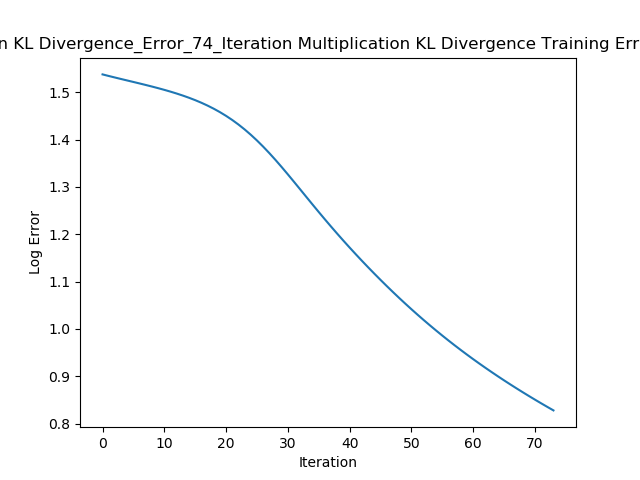 n KL Divergence_Error_74_Iteration Multiplication KL Divergence Training Err
1.5
1.4
1.3
1.2
1.1
1.0
0.9
0.8
Log Error
0 10 20 30 40 50 60 70
Iteration